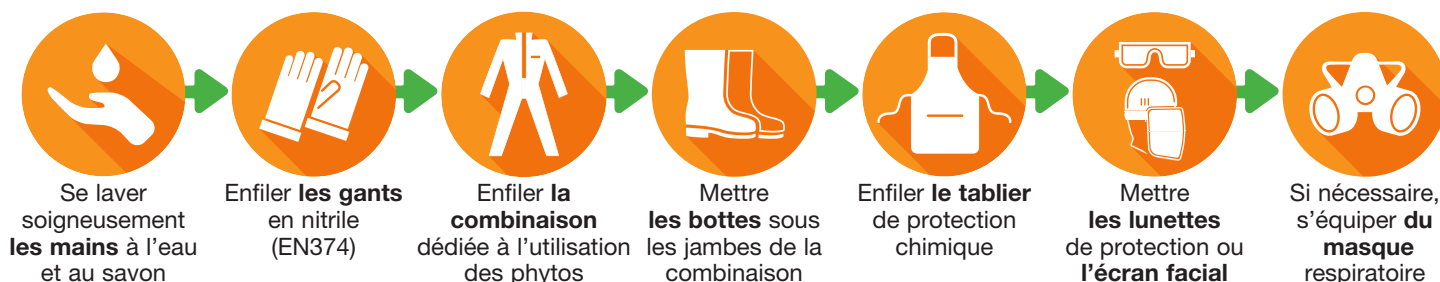 Se laver
soigneusement
les mains à l'eau
et au savon
Enfiler les gants
en nitrile
(EN374)
Enfiler la
combinaison
dédiée à l'utilisation
des phytos
Mettre
les bottes sous
les jambes de la
combinaison
Enfiler le tablier
de protection
chimique
Mettre
les lunettes
de protection ou
l'écran facial
Si nécessaire,
s'équiper du
masque
respiratoire